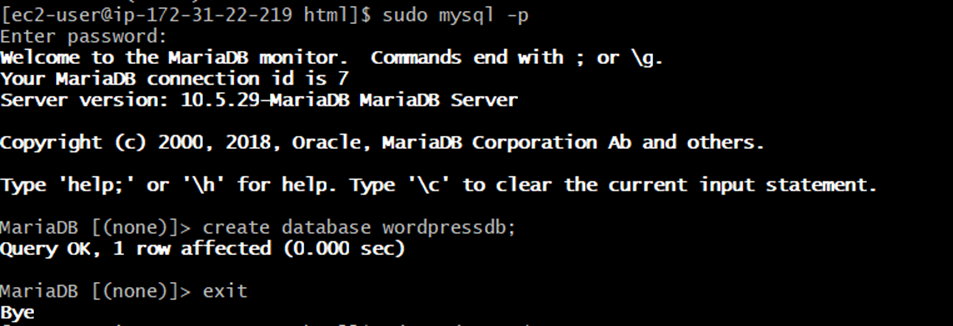 [ec2-user@ip-172-31-22-219 html]$ sudo mysql -p
Enter password:
Welcome to the MariaDB monitor.  Commands end with ; or \g.
Your MariaDB connection id is 7
Server version: 10.5.29-MariaDB MariaDB Server
Copyright (c) 2000, 2018, Oracle, MariaDB Corporation Ab and others.
Type 'help;' or '\h' for help. Type '\c' to clear the current input statement.
MariaDB [(none)]> create database wordpressdb;
Query OK, 1 row affected (0.000 sec)
MariaDB [(none)]> exit
Bye